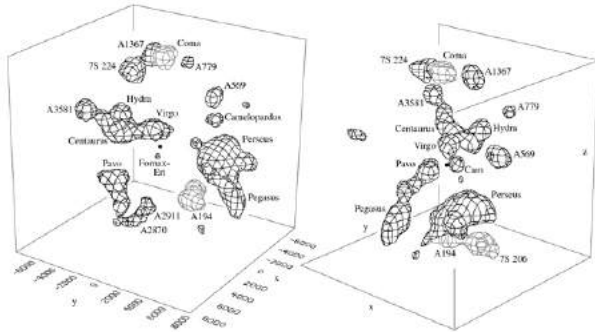 A1367
Coma
7S 224
A779
A569
A3581
Hydra
Virgo
Camelopardus
Centaurus
Perseus
Fornax-
Eri
Pavo
Pegasus
A2911
A194
A2870
y
x
Coma
7S 224
A1367
A3581
A779
Centaurus
Hydra
Virgo
A569
z
Pavo
Cam
Perseus
Pegasus
y
A194
7S 206
x